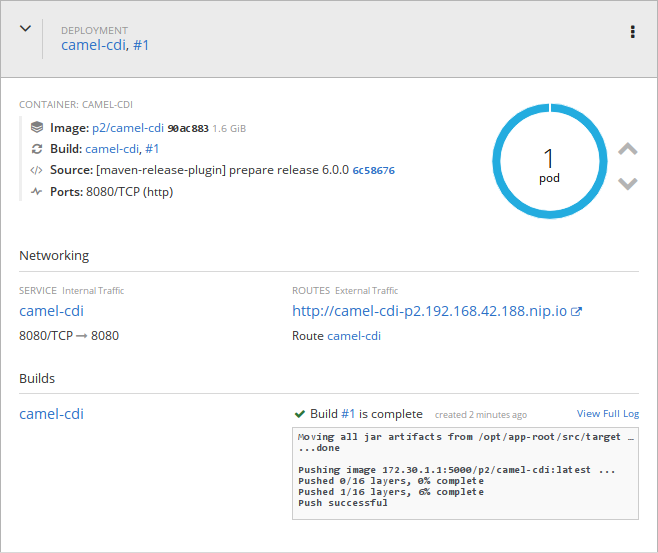 DEPLOYMENT
camel-cdi, #1
CONTAINER: CAMEL-CDI
Image: p2/camel-cdi 90ac883 1.6 GiB
Build: camel-cdi, #1
Source: [maven-release-plugin] prepare release 6.0.0 6c58676
Ports: 8080/TCP (http)
1
pod
Networking
SERVICE Internal Traffic
camel-cdi
8080/TCP → 8080
ROUTES External Traffic
http://camel-cdi-p2.192.168.42.188.nip.io
Route camel-cdi
Builds
camel-cdi
Build #1 is complete created 2 minutes ago View Full Log
Moving all jar artifacts from /opt/app-root/src/target …
...done
Pushing image 172.30.1.1:5000/p2/camel-cdi:latest ...
Pushed 0/16 layers, 0% complete
Pushed 1/16 layers, 6% complete
Push successful